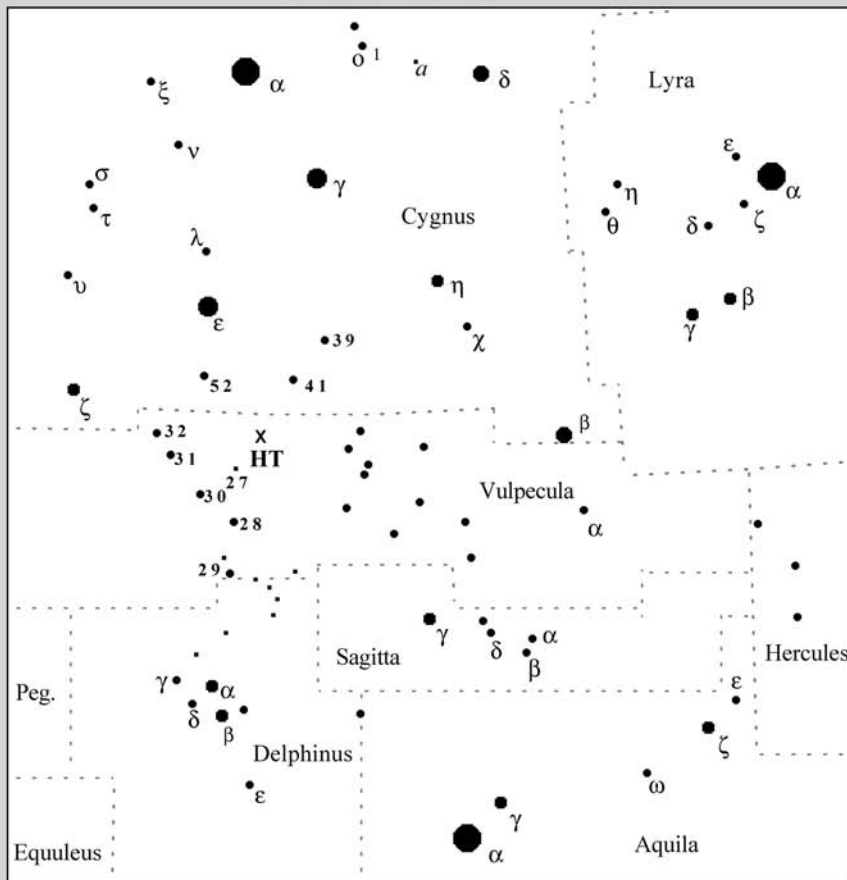 ο 1
a
α
δ
Lyra
ξ
ν
ε
α
σ
γ
η
ζ
τ
Cygnus
θ
δ
λ
υ
η
β
ε
γ
39
χ
52
41
ζ
β
32
x
HT
31
27
Vulpecula
30
28
α
29
γ
δ
α
Sagitta
β
Hercules
γ
α
ε
Peg.
δ
β
ζ
Delphinus
ε
ω
γ
Equuleus
α
Aquila